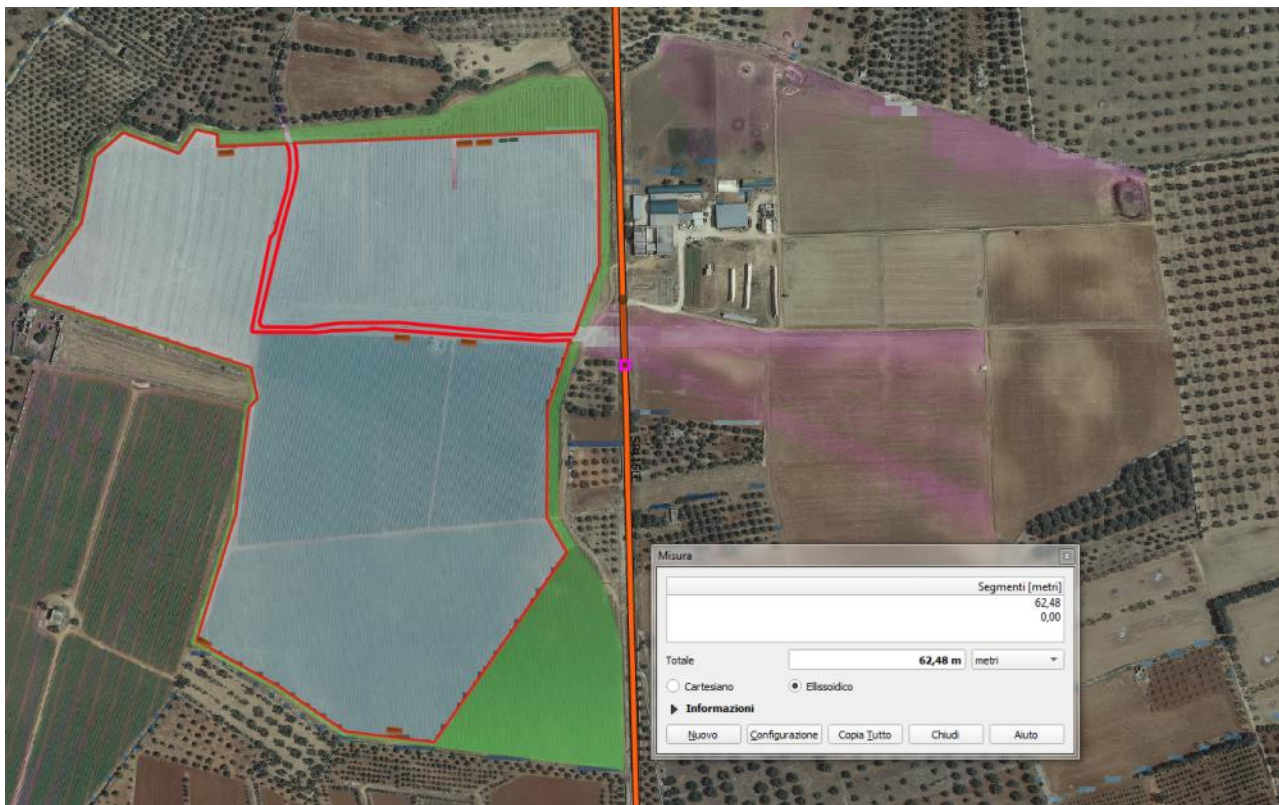 Misura
Segmenti [metri]
62,48
0,00
Totale
62,48 m
metri
Cartesiano
Ellissoidico
Informazioni
Nuovo
Configurazione
Copia Tutto
Chiudi
Aiuto